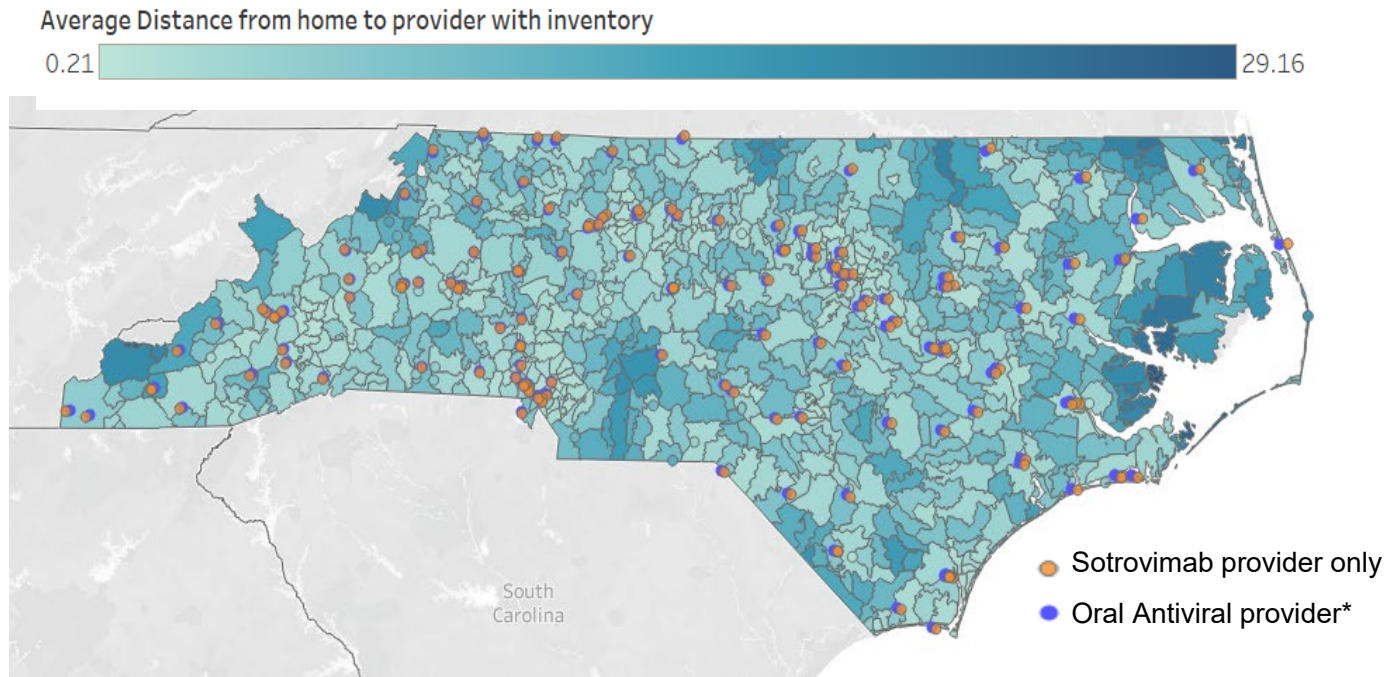 Average Distance from home to provider with inventory
0.21
29.16
South
Carolina
Sotrovimab provider only
Oral Antiviral provider*